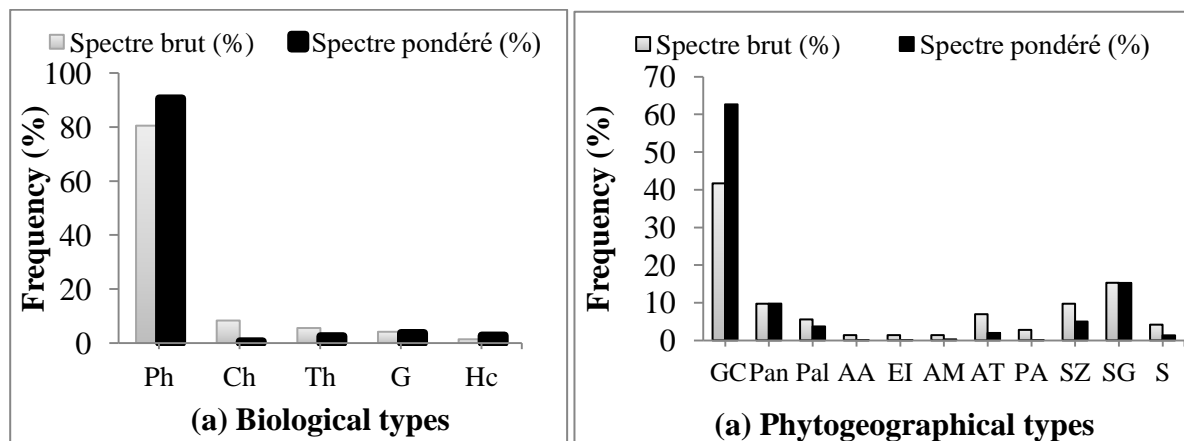 Spectre brut (%) Spectre pondéré (%)
100
80
60
40
20
0
Frequency (%)
Ph Ch Th G Hc
(a) Biological types
Spectre brut (%) Spectre pondéré (%)
70
60
50
40
30
20
10
0
Frequency (%)
GC Pan Pal AA EI AM AT PA SZ SG S
(a) Phytogeographical types